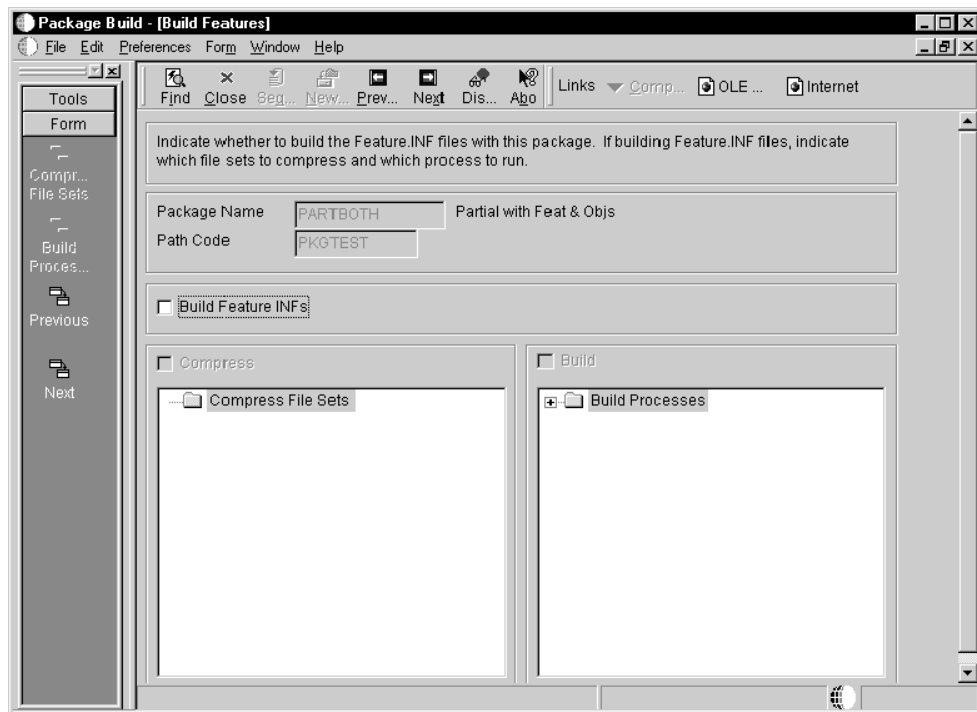 Package Build - [Build Features]
File Edit Preferences Form Window Help
Tools
Form
Compr...
File Sets
Build
Proces...
Previous
Next
Find Close Seq... New... Prev... Next Dis... Abo
Links Comp... OLE ... Internet
Indicate whether to build the Feature.INF files with this package. If building Feature.INF files, indicate
which file sets to compress and which process to run.
Package Name PARTBOTH Partial with Feat & Objs
Path Code PKGTEST
Build Feature INFs
Compress
Compress File Sets
Build
Build Processes